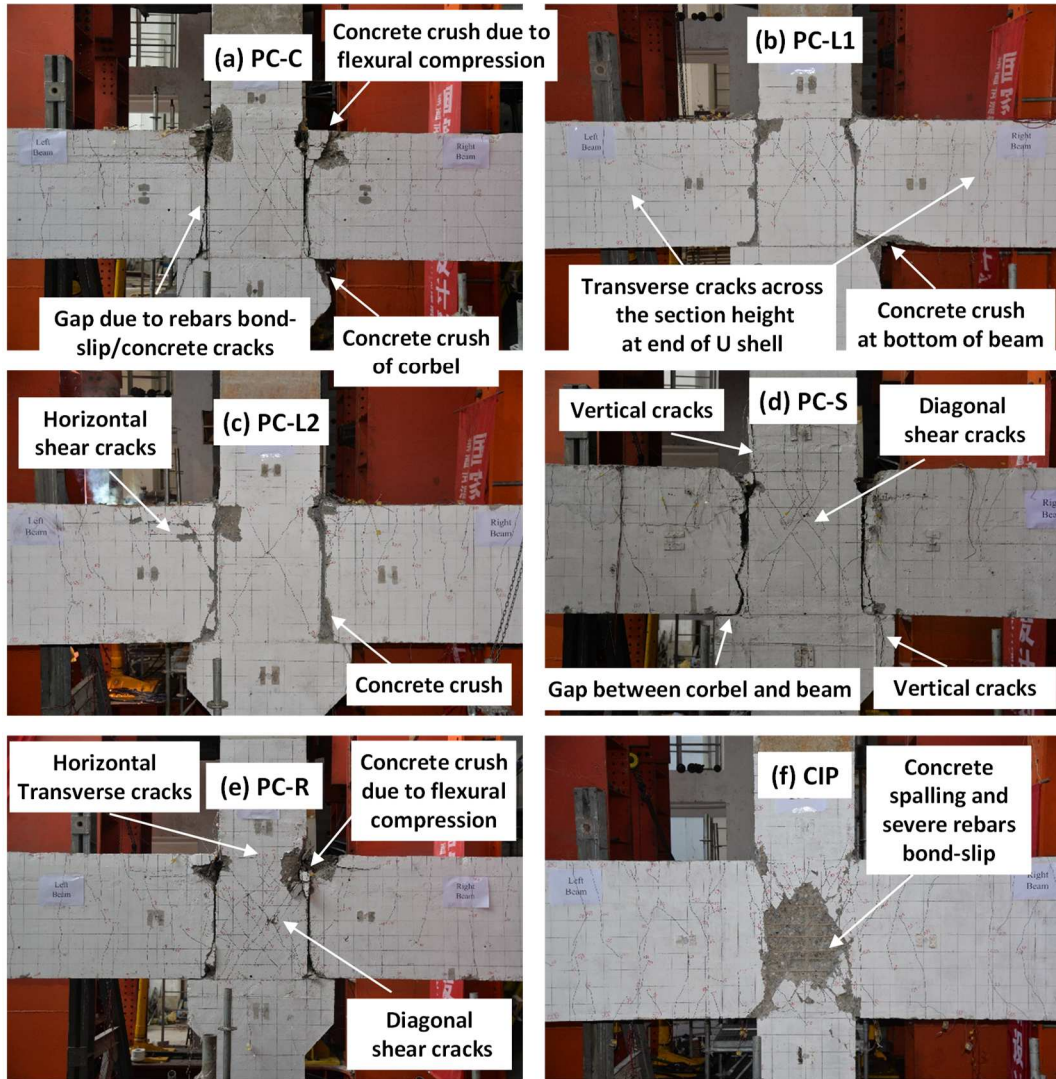 (a) PC-C
Concrete crush due to
flexural compression
Left
Beam
Right
Beam
Gap due to rebars bond-
slip/concrete cracks
Concrete crush
of corbel
(b) PC-L1
Left
Beam
Right
Beam
Transverse cracks across
the section height
at end of U shell
Concrete crush
at bottom of beam
Horizontal
shear cracks
(c) PC-L2
Left
Beam
Right
Beam
Concrete crush
Vertical cracks
(d) PC-S
Diagonal
shear cracks
Left
Beam
Gap between corbel and beam
Vertical cracks
Horizontal
Transverse cracks
(e) PC-R
Concrete crush
due to flexural
compression
Left
Beam
Right
Beam
Diagonal
shear cracks
(f) CIP
Concrete
spalling and
severe rebars
bond-slip
Left
Beam